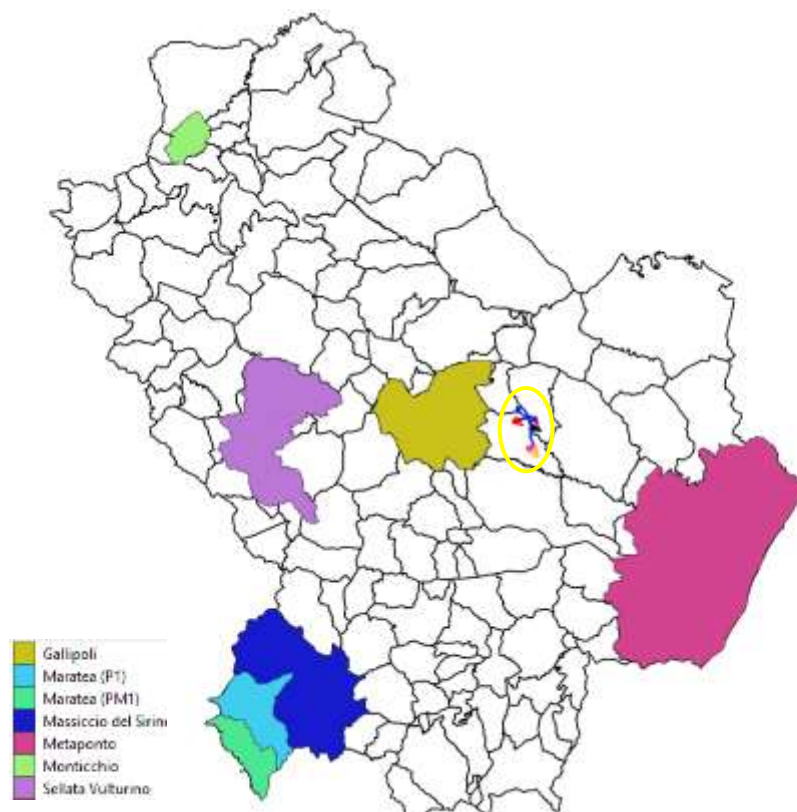 Gallipoli
Maratea (P1)
Maratea (PM1)
Massiccio del Sirin
Metaponto
Monticchio
Sellata Vulturino